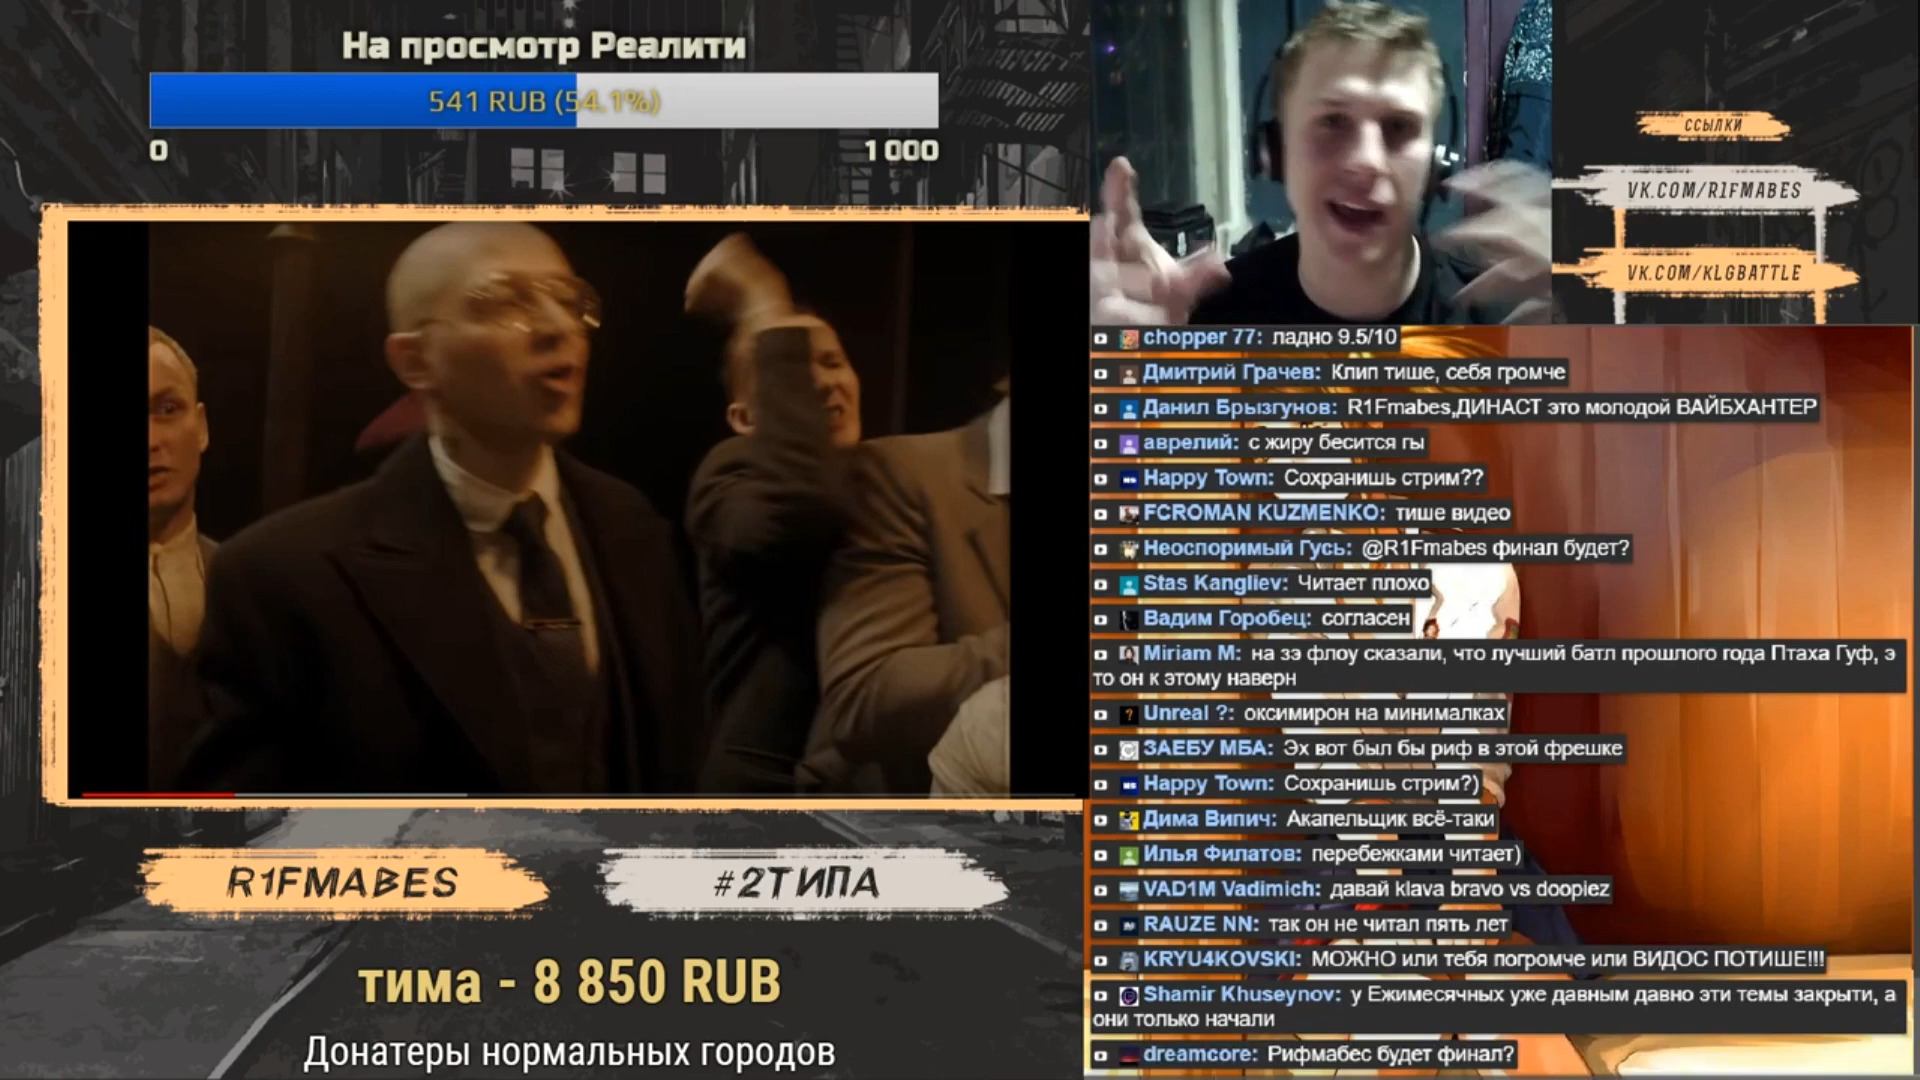 На просмотр Реалити
541 RUB (54.1%)
0
1 000
ССЫЛКИ
VK.COM/R1FMABES
VK.COM/KLGBATTLE
chopper 77: ладно 9.5/10
Дмитрий Грачев: Клип тише, себя громче
Данил Брызгунов: R1Fmabes,ДИНАСТ это молодой ВАЙБХАНТЕР
аврелий: с жиру бесится гы
Happy Town: Сохранишь стрим??
FCROMAN KUZMENKO: тише видео
Неоспоримый Гусь: @R1Fmabes финал будет?
Stas Kangliev: Читает плохо
Вадим Горобец: согласен
Miriam M: на зэ флоу сказали, что лучший батл прошлого года Птаха Гуф, э
то он к этому наверн
Unreal ?: оксимирон на минималках
ЗАЕБУ МБА: Эх вот был бы риф в этой фрешке
Happy Town: Сохранишь стрим?)
Дима Випич: Акапельщик всё-таки
Илья Филатов: перебежками читает)
VAD1M Vadimich: давай klava bravo vs doopiez
RAUZE NN: так он не читал пять лет
KRYU4KOVSKI: МОЖНО или тебя погромче или ВИДОС ПОТИШЕ!!!
Shamir Khuseynov: у Ежимесячных уже давным давно эти темы закрыти, а
они только начали
dreamcore: Рифмабес будет финал?
R1FMABES
#2ТИПА
тима - 8 850 RUB
Донатеры нормальных городов